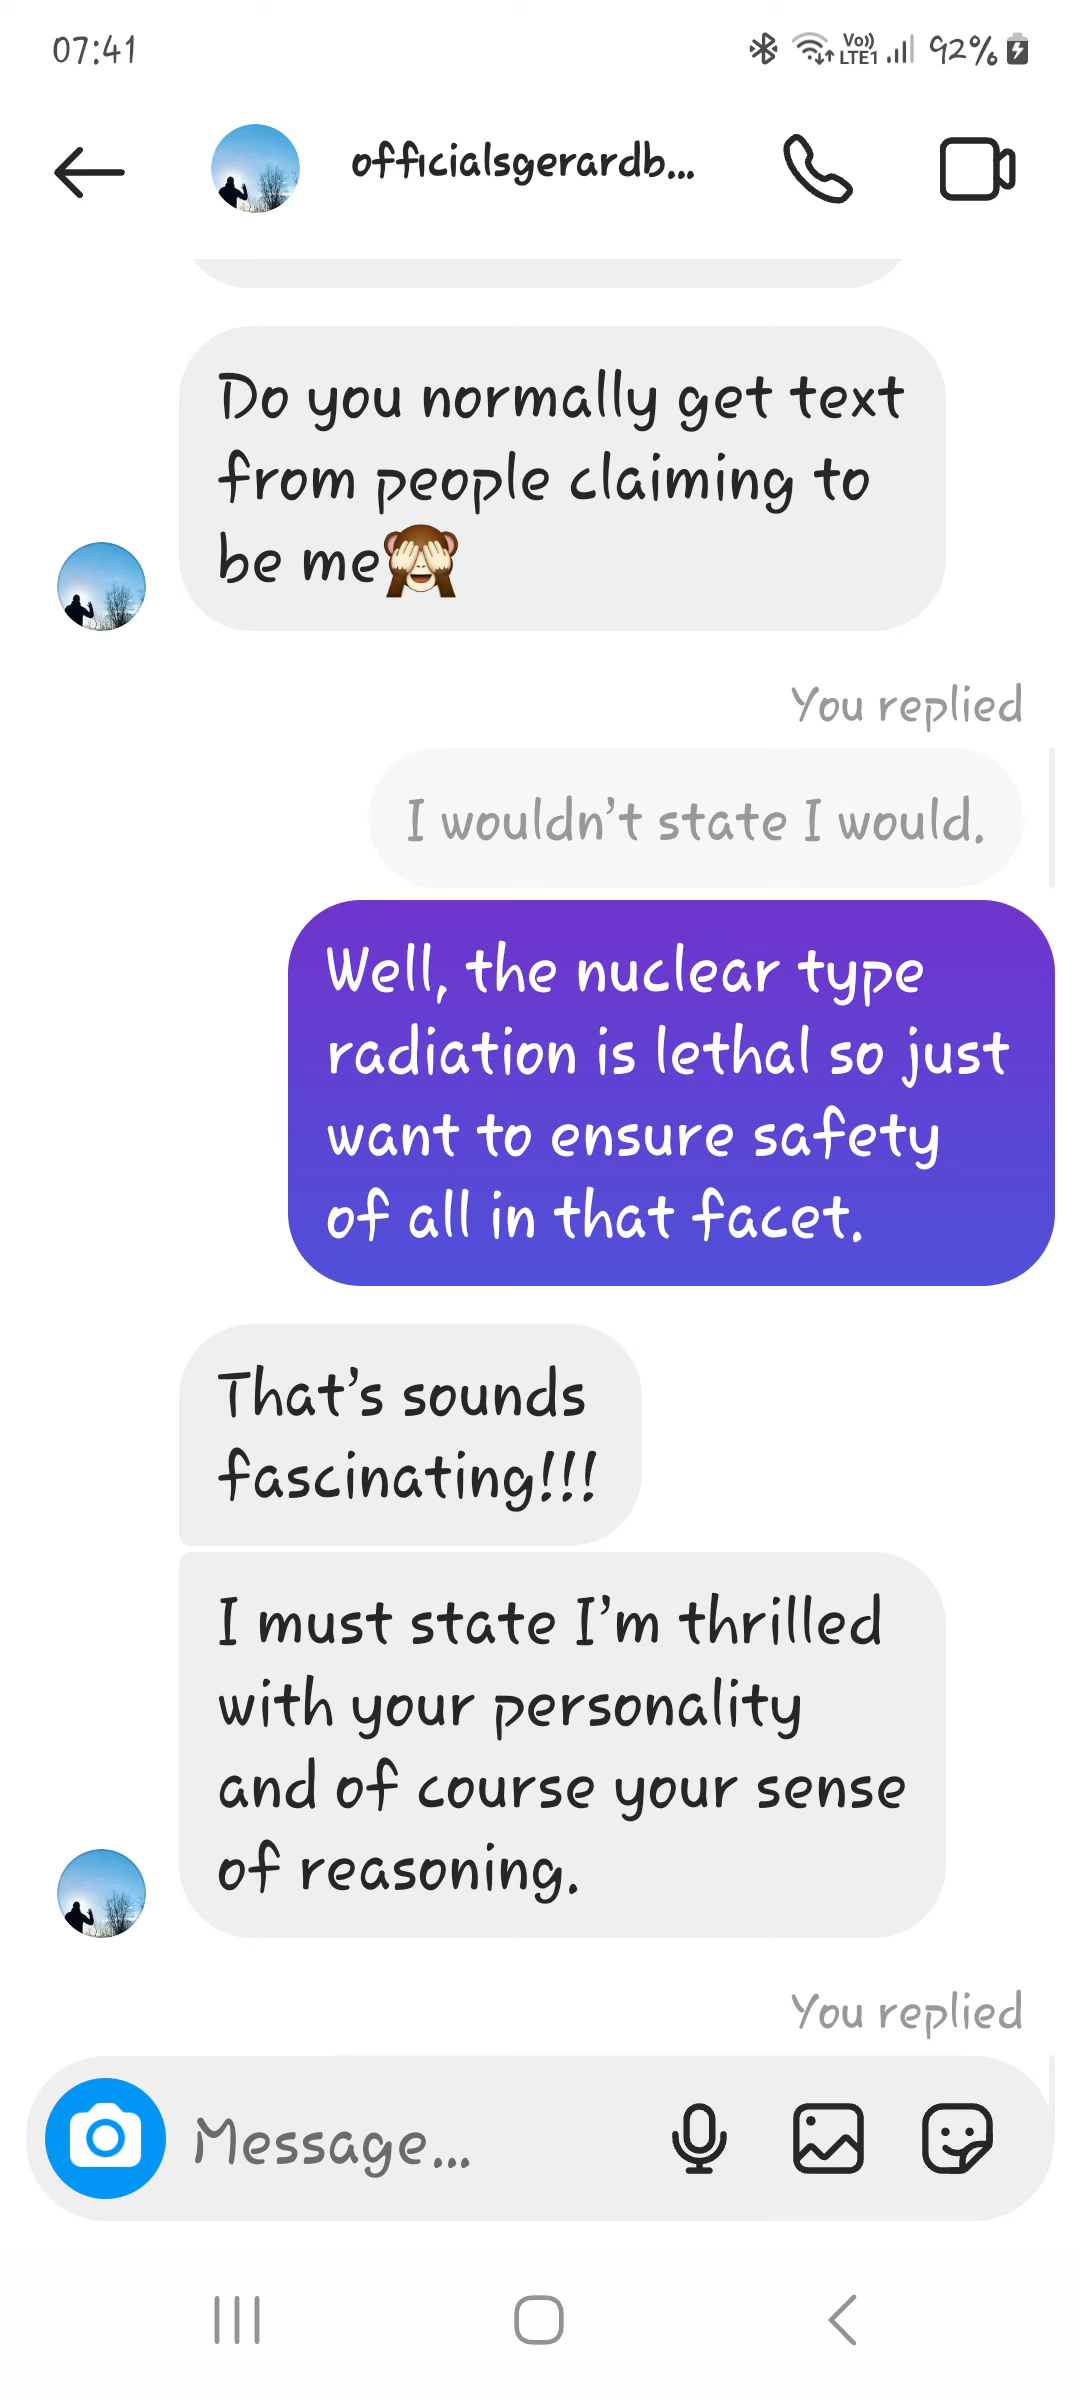 07:41 Vo)) LTE1 92%
officialsgerardb...
Do you normally get text
from people claiming to
be me🙈
You replied
I wouldn't state I would.
Well, the nuclear type
radiation is lethal so just
want to ensure safety
of all in that facet.
That's sounds
fascinating!!!
I must state I'm thrilled
with your personality
and of course your sense
of reasoning.
You replied
Message...